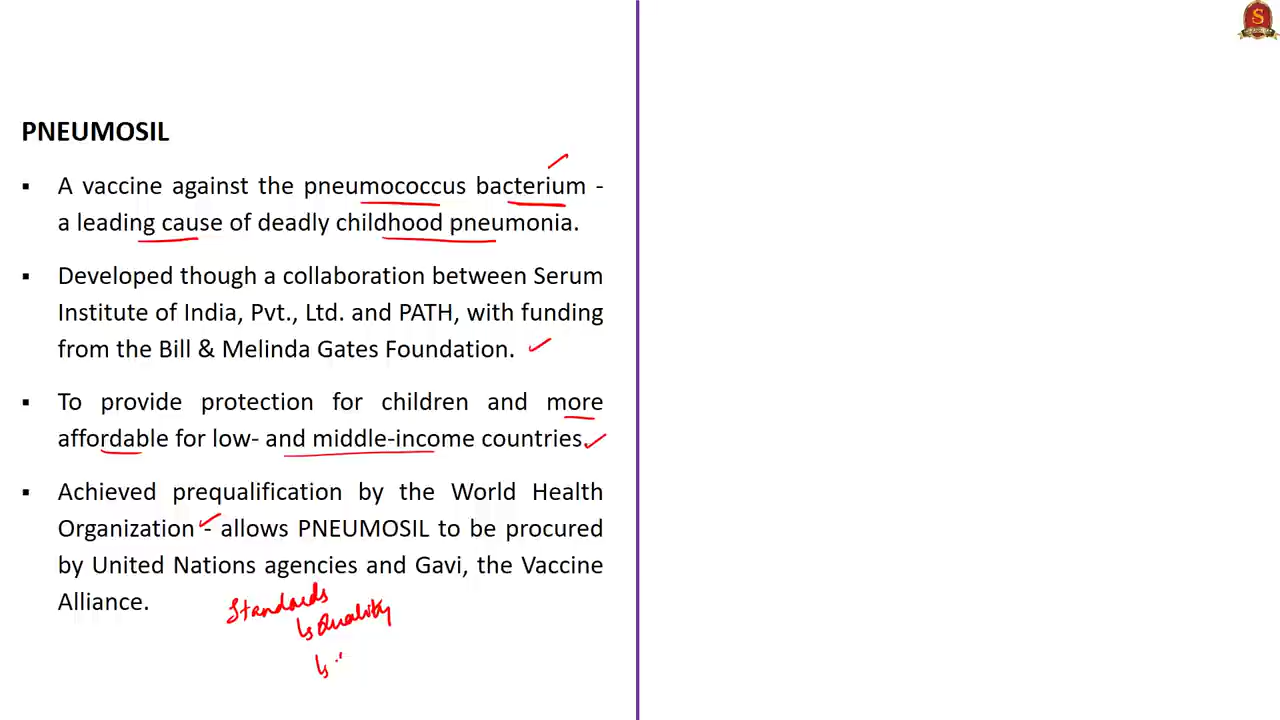 PNEUMOSIL
▪ A vaccine against the pneumococcus bacterium -
a leading cause of deadly childhood pneumonia.
▪ Developed though a collaboration between Serum
Institute of India, Pvt., Ltd. and PATH, with funding
from the Bill & Melinda Gates Foundation.
▪ To provide protection for children and more
affordable for low- and middle-income countries.
▪ Achieved prequalification by the World Health
Organization - allows PNEUMOSIL to be procured
by United Nations agencies and Gavi, the Vaccine
Alliance.
Standards
Quality